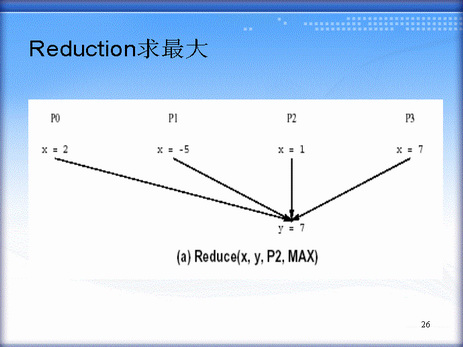 Reduction求最大
P0 P1 P2 P3
x = 2 x = -5 x = 1 x = 7
y = 7
(a) Reduce(x, y, P2, MAX)
26